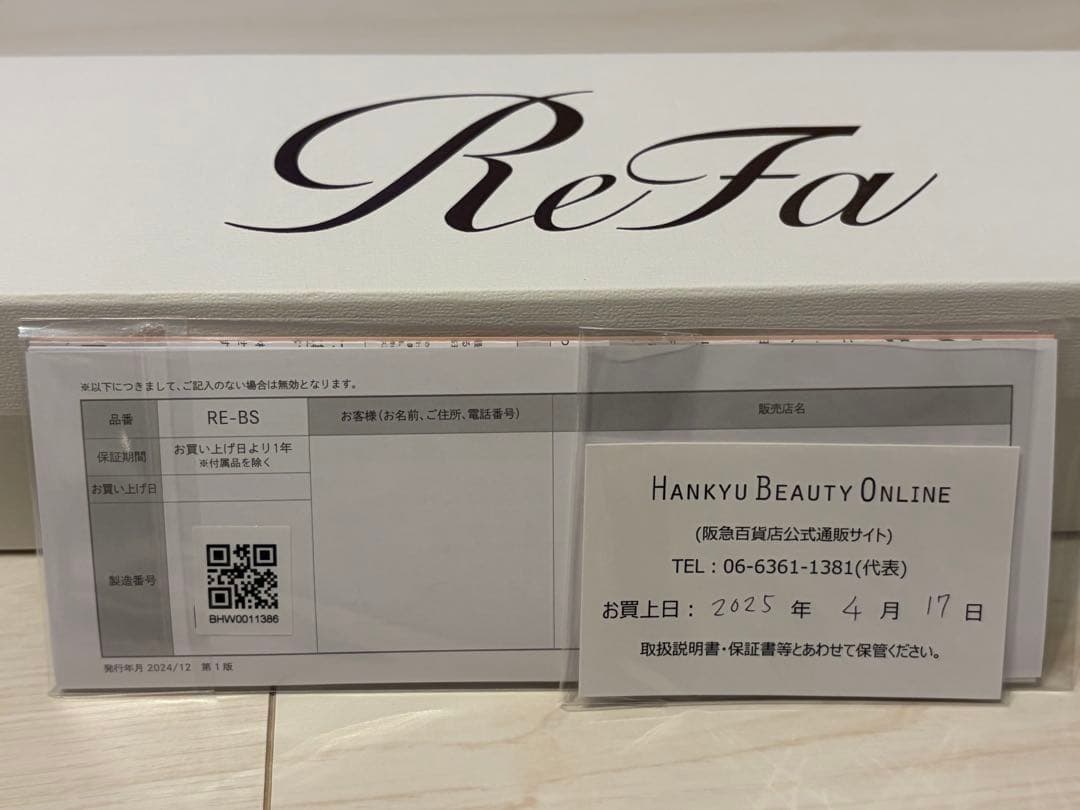 ReFa
※以下につきまして、ご記入のない場合は無効となります。
品番
RE-BS
お客様(お名前、ご住所、電話番号)
販売店名
保証期間
お買い上げ日より1年
※付属品を除く
お買い上げ日
製造番号
BHW0011386
発行年月 2024/12 第1版
HANKYU BEAUTY ONLINE
(阪急百貨店公式通販サイト)
TEL:06-6361-1381(代表)
お買上日: 2025 年 4 月 17 日
取扱説明書・保証書等とあわせて保管ください。